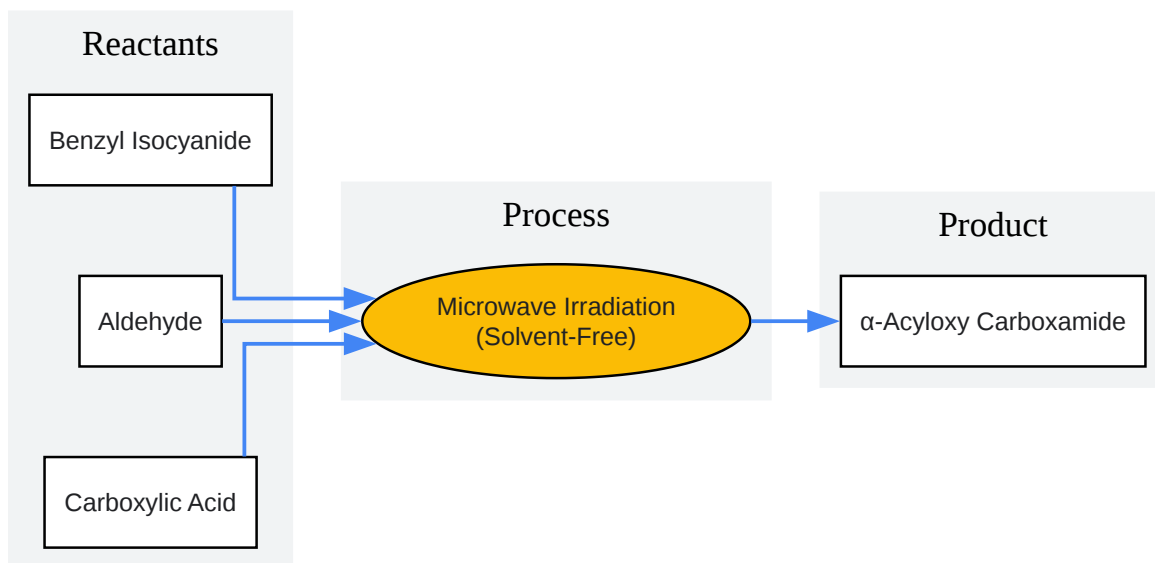 Reactants
Benzyl Isocyanide
Aldehyde
Carboxylic Acid
Process
Microwave Irradiation
(Solvent-Free)
Product
α-Acyloxy Carboxamide